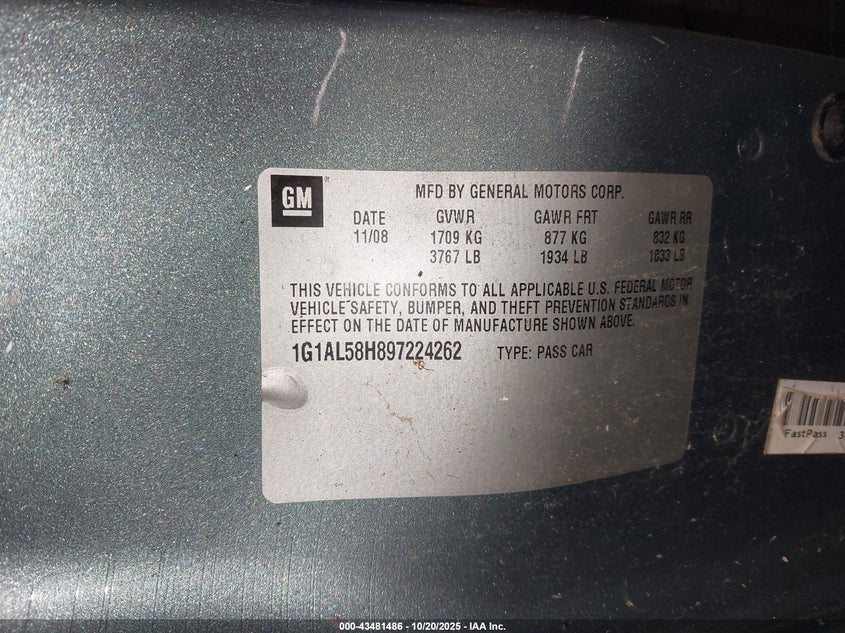 GM
MFD BY GENERAL MOTORS CORP.
DATE GVWR GAWR FRT GAWR RR
11/08 1709 KG 877 KG 832 KG
3767 LB 1934 LB 1833 LB
THIS VEHICLE CONFORMS TO ALL APPLICABLE U.S. FEDERAL MOTOR
VEHICLE SAFETY, BUMPER, AND THEFT PREVENTION STANDARDS IN
EFFECT ON THE DATE OF MANUFACTURE SHOWN ABOVE.
1G1AL58H897224262 TYPE: PASS CAR
FastPass
000-43481486 - 10/20/2025 - IAA Inc.